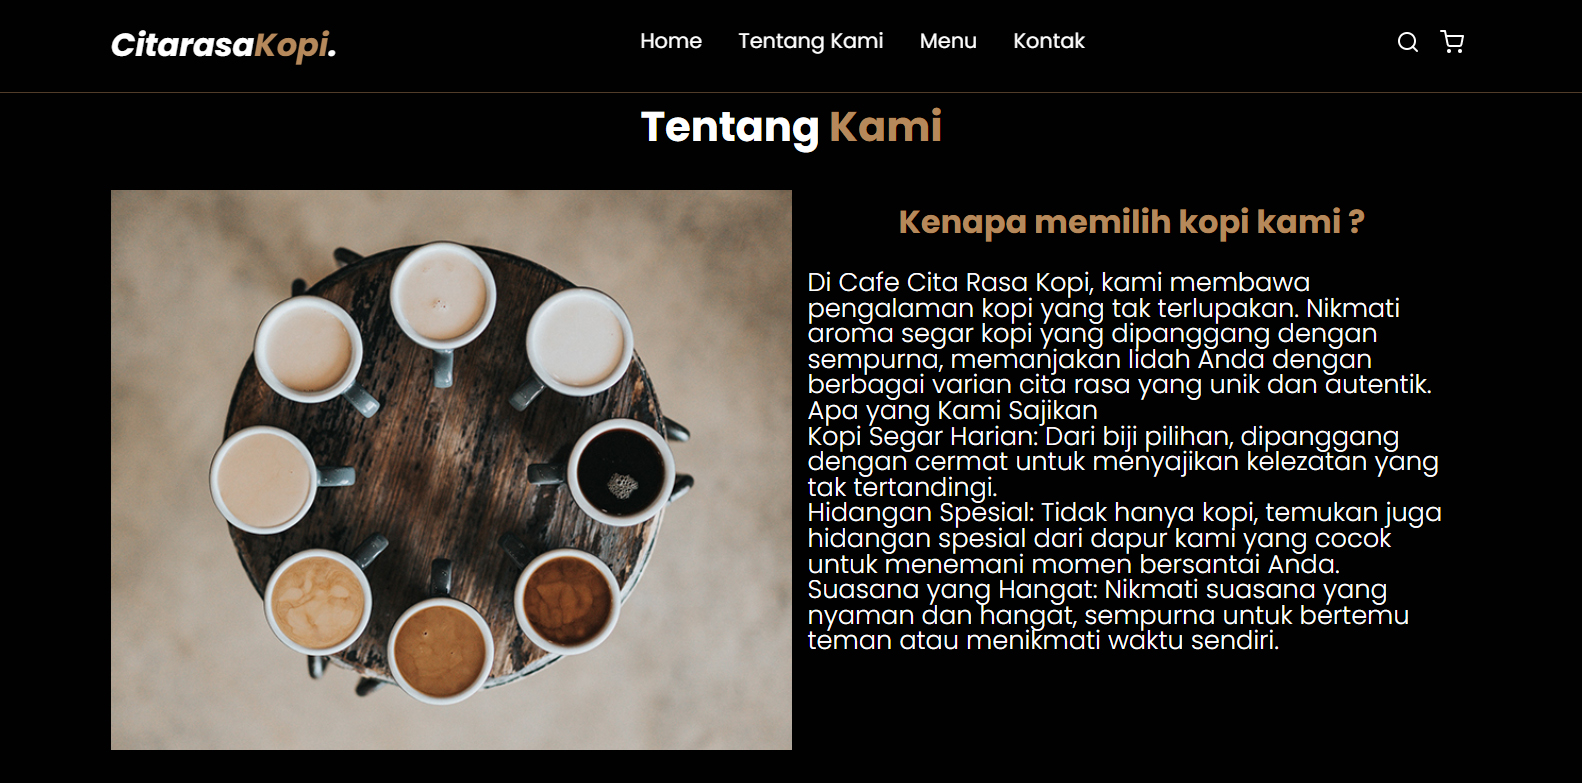 CitarasaKopi.
Home Tentang Kami Menu Kontak
Tentang Kami
Kenapa memilih kopi kami ?
Di Cafe Cita Rasa Kopi, kami membawa
pengalaman kopi yang tak terlupakan. Nikmati
aroma segar kopi yang dipanggang dengan
sempurna, memanjakan lidah Anda dengan
berbagai varian cita rasa yang unik dan autentik.
Apa yang Kami Sajikan
Kopi Segar Harian: Dari biji pilihan, dipanggang
dengan cermat untuk menyajikan kelezatan yang
tak tertandingi.
Hidangan Spesial: Tidak hanya kopi, temukan juga
hidangan spesial dari dapur kami yang cocok
untuk menemani momen bersantai Anda.
Suasana yang Hangat: Nikmati suasana yang
nyaman dan hangat, sempurna untuk bertemu
teman atau menikmati waktu sendiri.